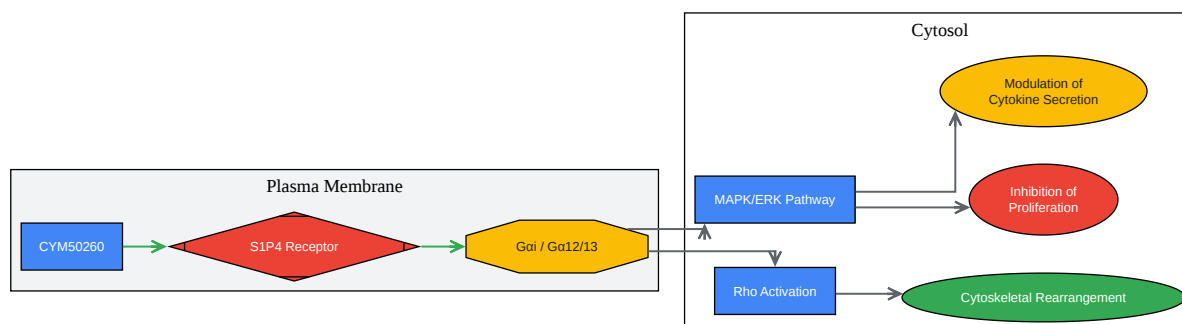 Cytosol
Modulation of
Cytokine Secretion
Plasma Membrane
MAPK/ERK Pathway
Inhibition of
Proliferation
CYM50260
S1P4 Receptor
Gαi / Gα12/13
Rho Activation
Cytoskeletal Rearrangement